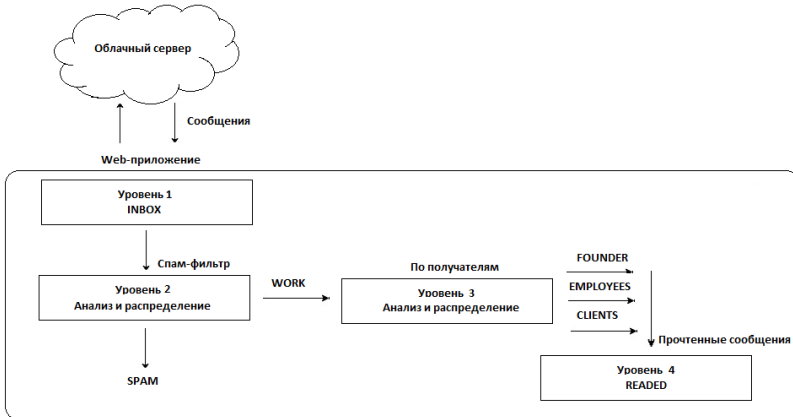 Облачный сервер
Сообщения
Web-приложение
Уровень 1
INBOX
Спам-фильтр
Уровень 2
Анализ и распределение
WORK
По получателям
Уровень 3
Анализ и распределение
FOUNDER
EMPLOYEES
CLIENTS
Прочтенные сообщения
SPAM
Уровень 4
READED